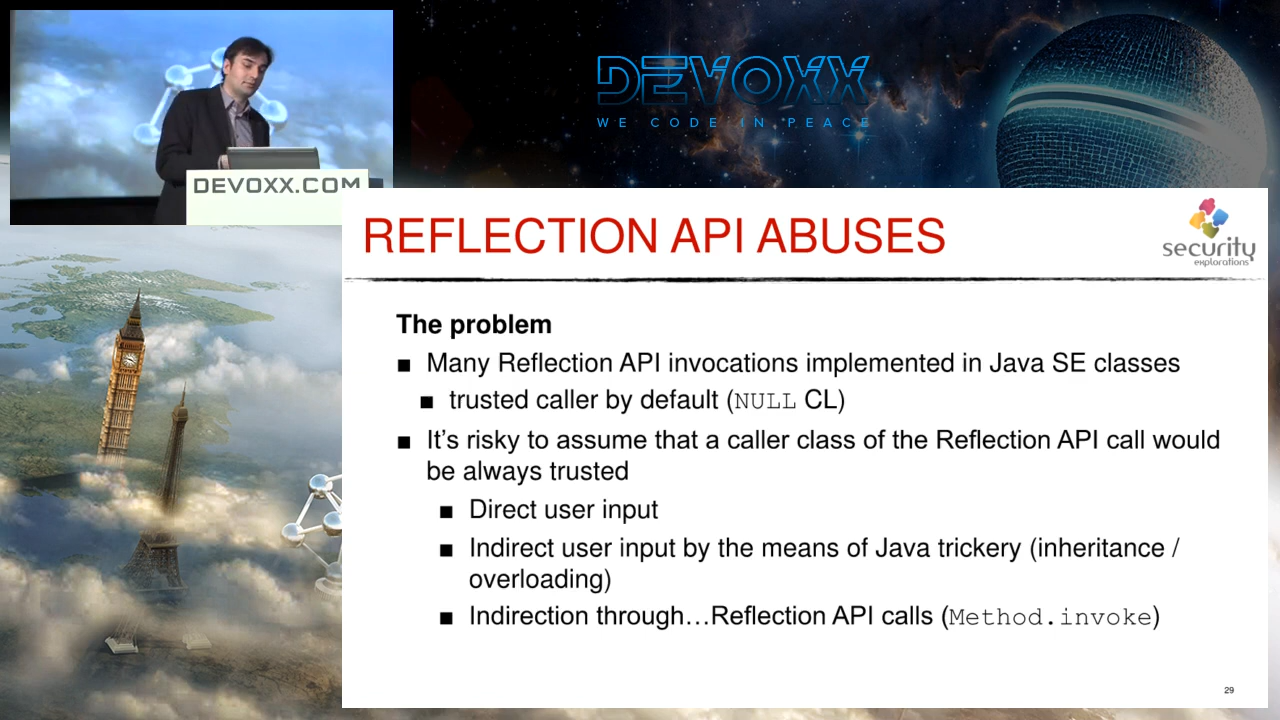 DEVOXX
WE CODE IN PEACE
DEVOXX.COM
REFLECTION API ABUSES
security
explorations
The problem
■ Many Reflection API invocations implemented in Java SE classes
■ trusted caller by default (NULL CL)
■ It's risky to assume that a caller class of the Reflection API call would
be always trusted
■ Direct user input
■ Indirect user input by the means of Java trickery (inheritance /
overloading)
■ Indirection through…Reflection API calls (Method.invoke)
29